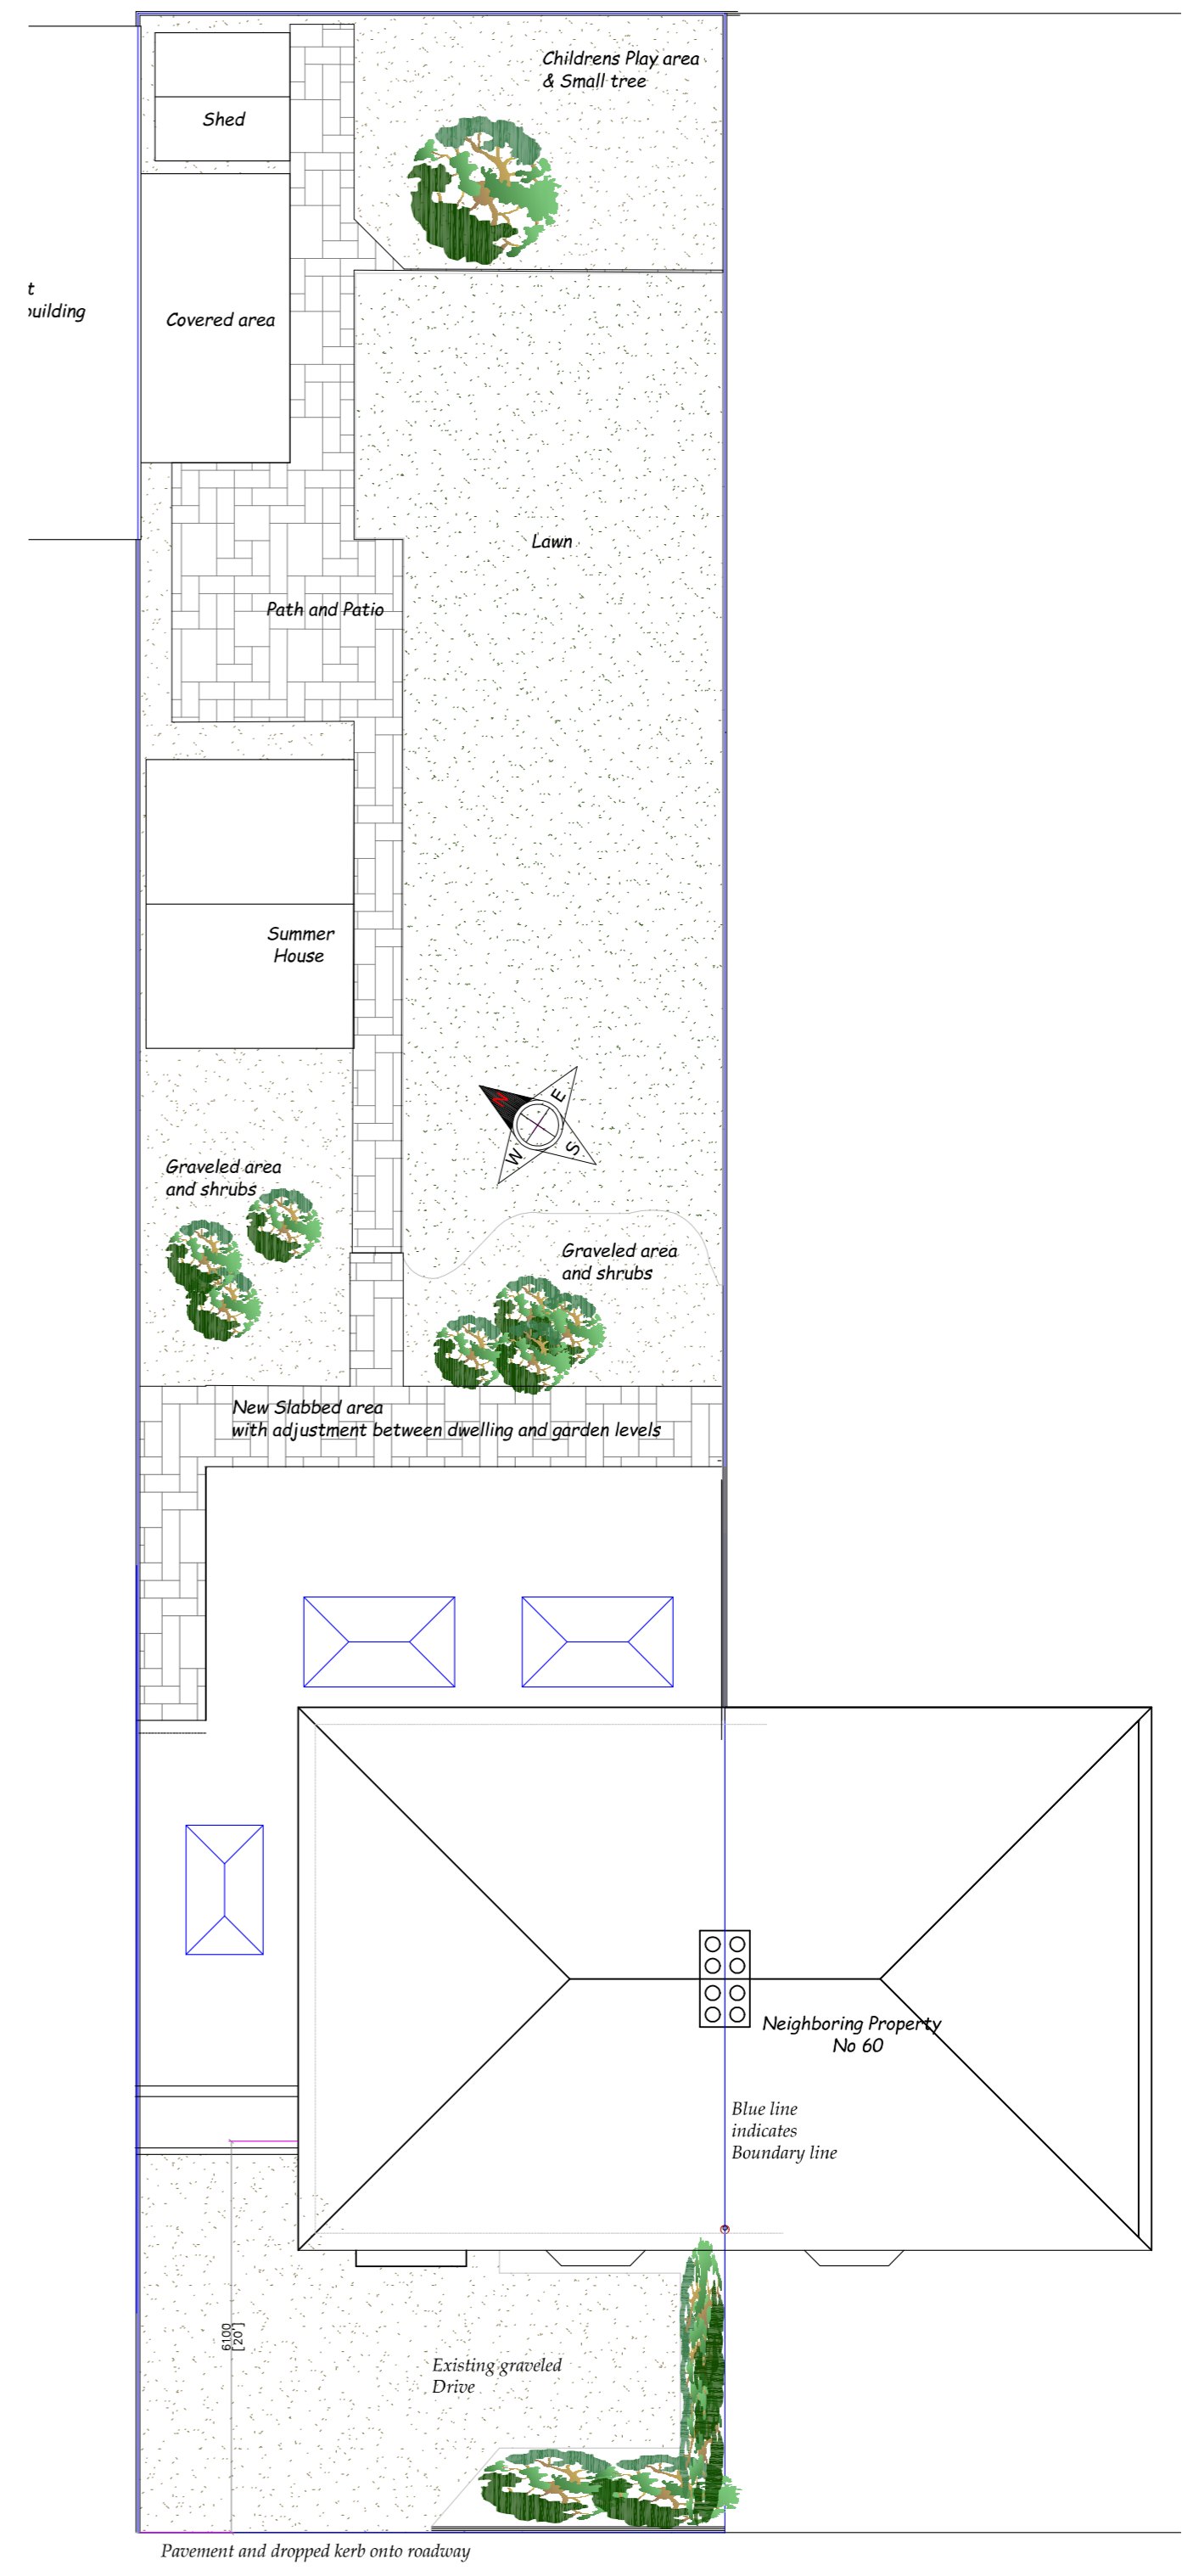 Childrens Play area
& Small tree
Shed
t
building
Covered area
Lawn
Path and Patio
Summer
House
N
E
W
S
Graveled area
and shrubs
Graveled area
and shrubs
New Slabbed area
with adjustment between dwelling and garden levels
Neighboring Property
No 60
Blue line
indicates
Boundary line
6100
[20']
Existing graveled
Drive
Pavement and dropped kerb onto roadway